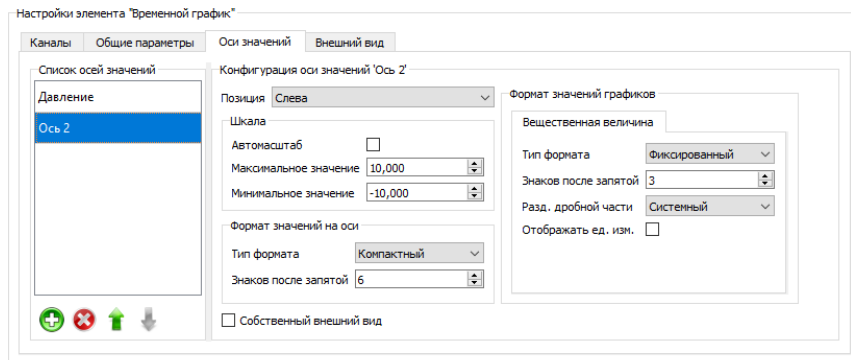 Настройки элемента "Временной график"
Каналы Общие параметры Оси значений Внешний вид
Список осей значений
Давление
Ось 2
Конфигурация оси значений 'Ось 2'
Позиция Слева
Шкала
Автомасштаб
Максимальное значение 10,000
Минимальное значение -10,000
Формат значений на оси
Тип формата Компактный
Знаков после запятой 6
Собственный внешний вид
Формат значений графиков
Вещественная величина
Тип формата Фиксированный
Знаков после запятой 3
Разд. дробной части Системный
Отображать ед. изм.